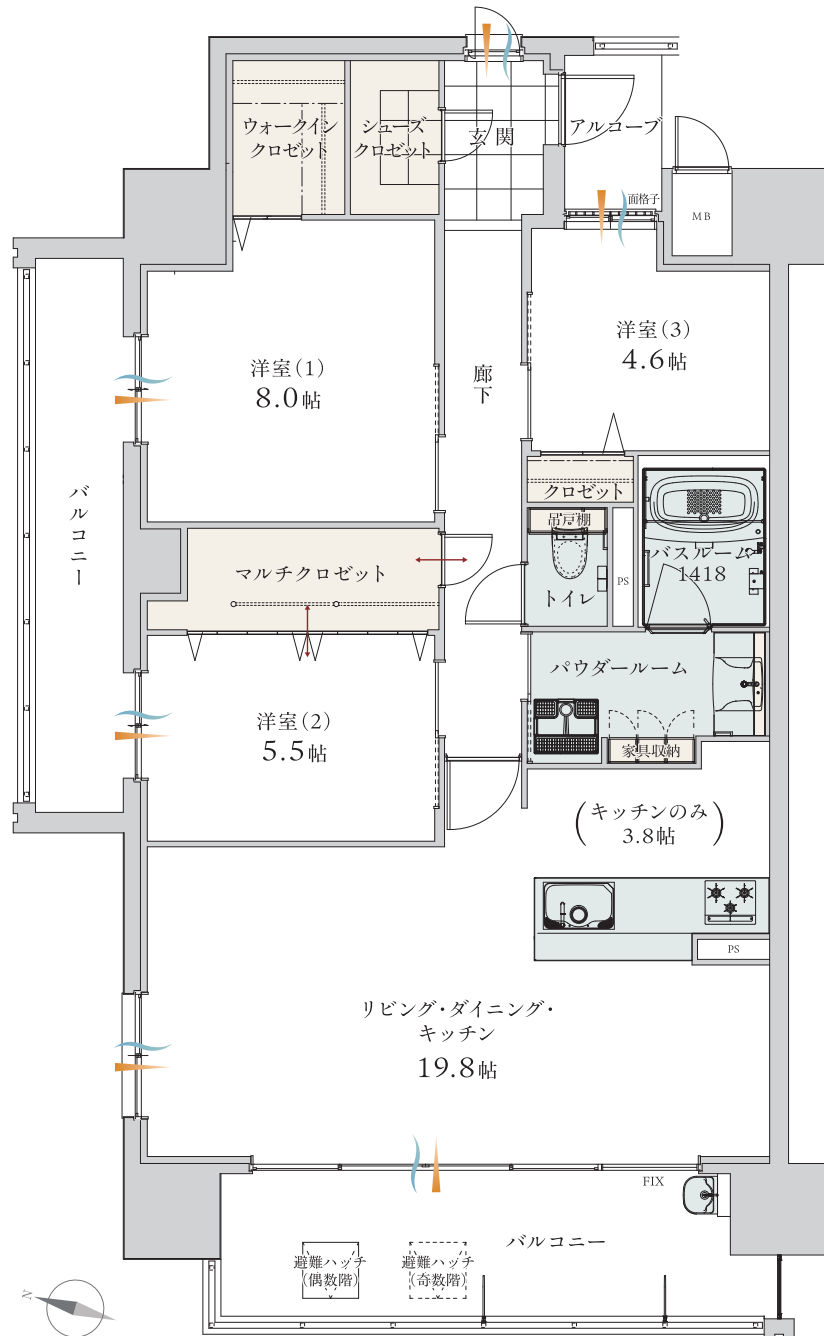 ウォークイン
クロゼット
シューズ
クロゼット
玄関
アルコーブ
面格子
MB
洋室(1)
8.0帖
廊下
洋室(3)
4.6帖
バルコニー
クロゼット
吊戸棚
トイレ
PS
バスルーム
1418
マルチクロゼット
パウダールーム
家具収納
洋室(2)
5.5帖
(キッチンのみ
3.8帖)
PS
リビング・ダイニング・
キッチン
19.8帖
FIX
バルコニー
避難ハッチ
(偶数階)
避難ハッチ
(奇数階)
N